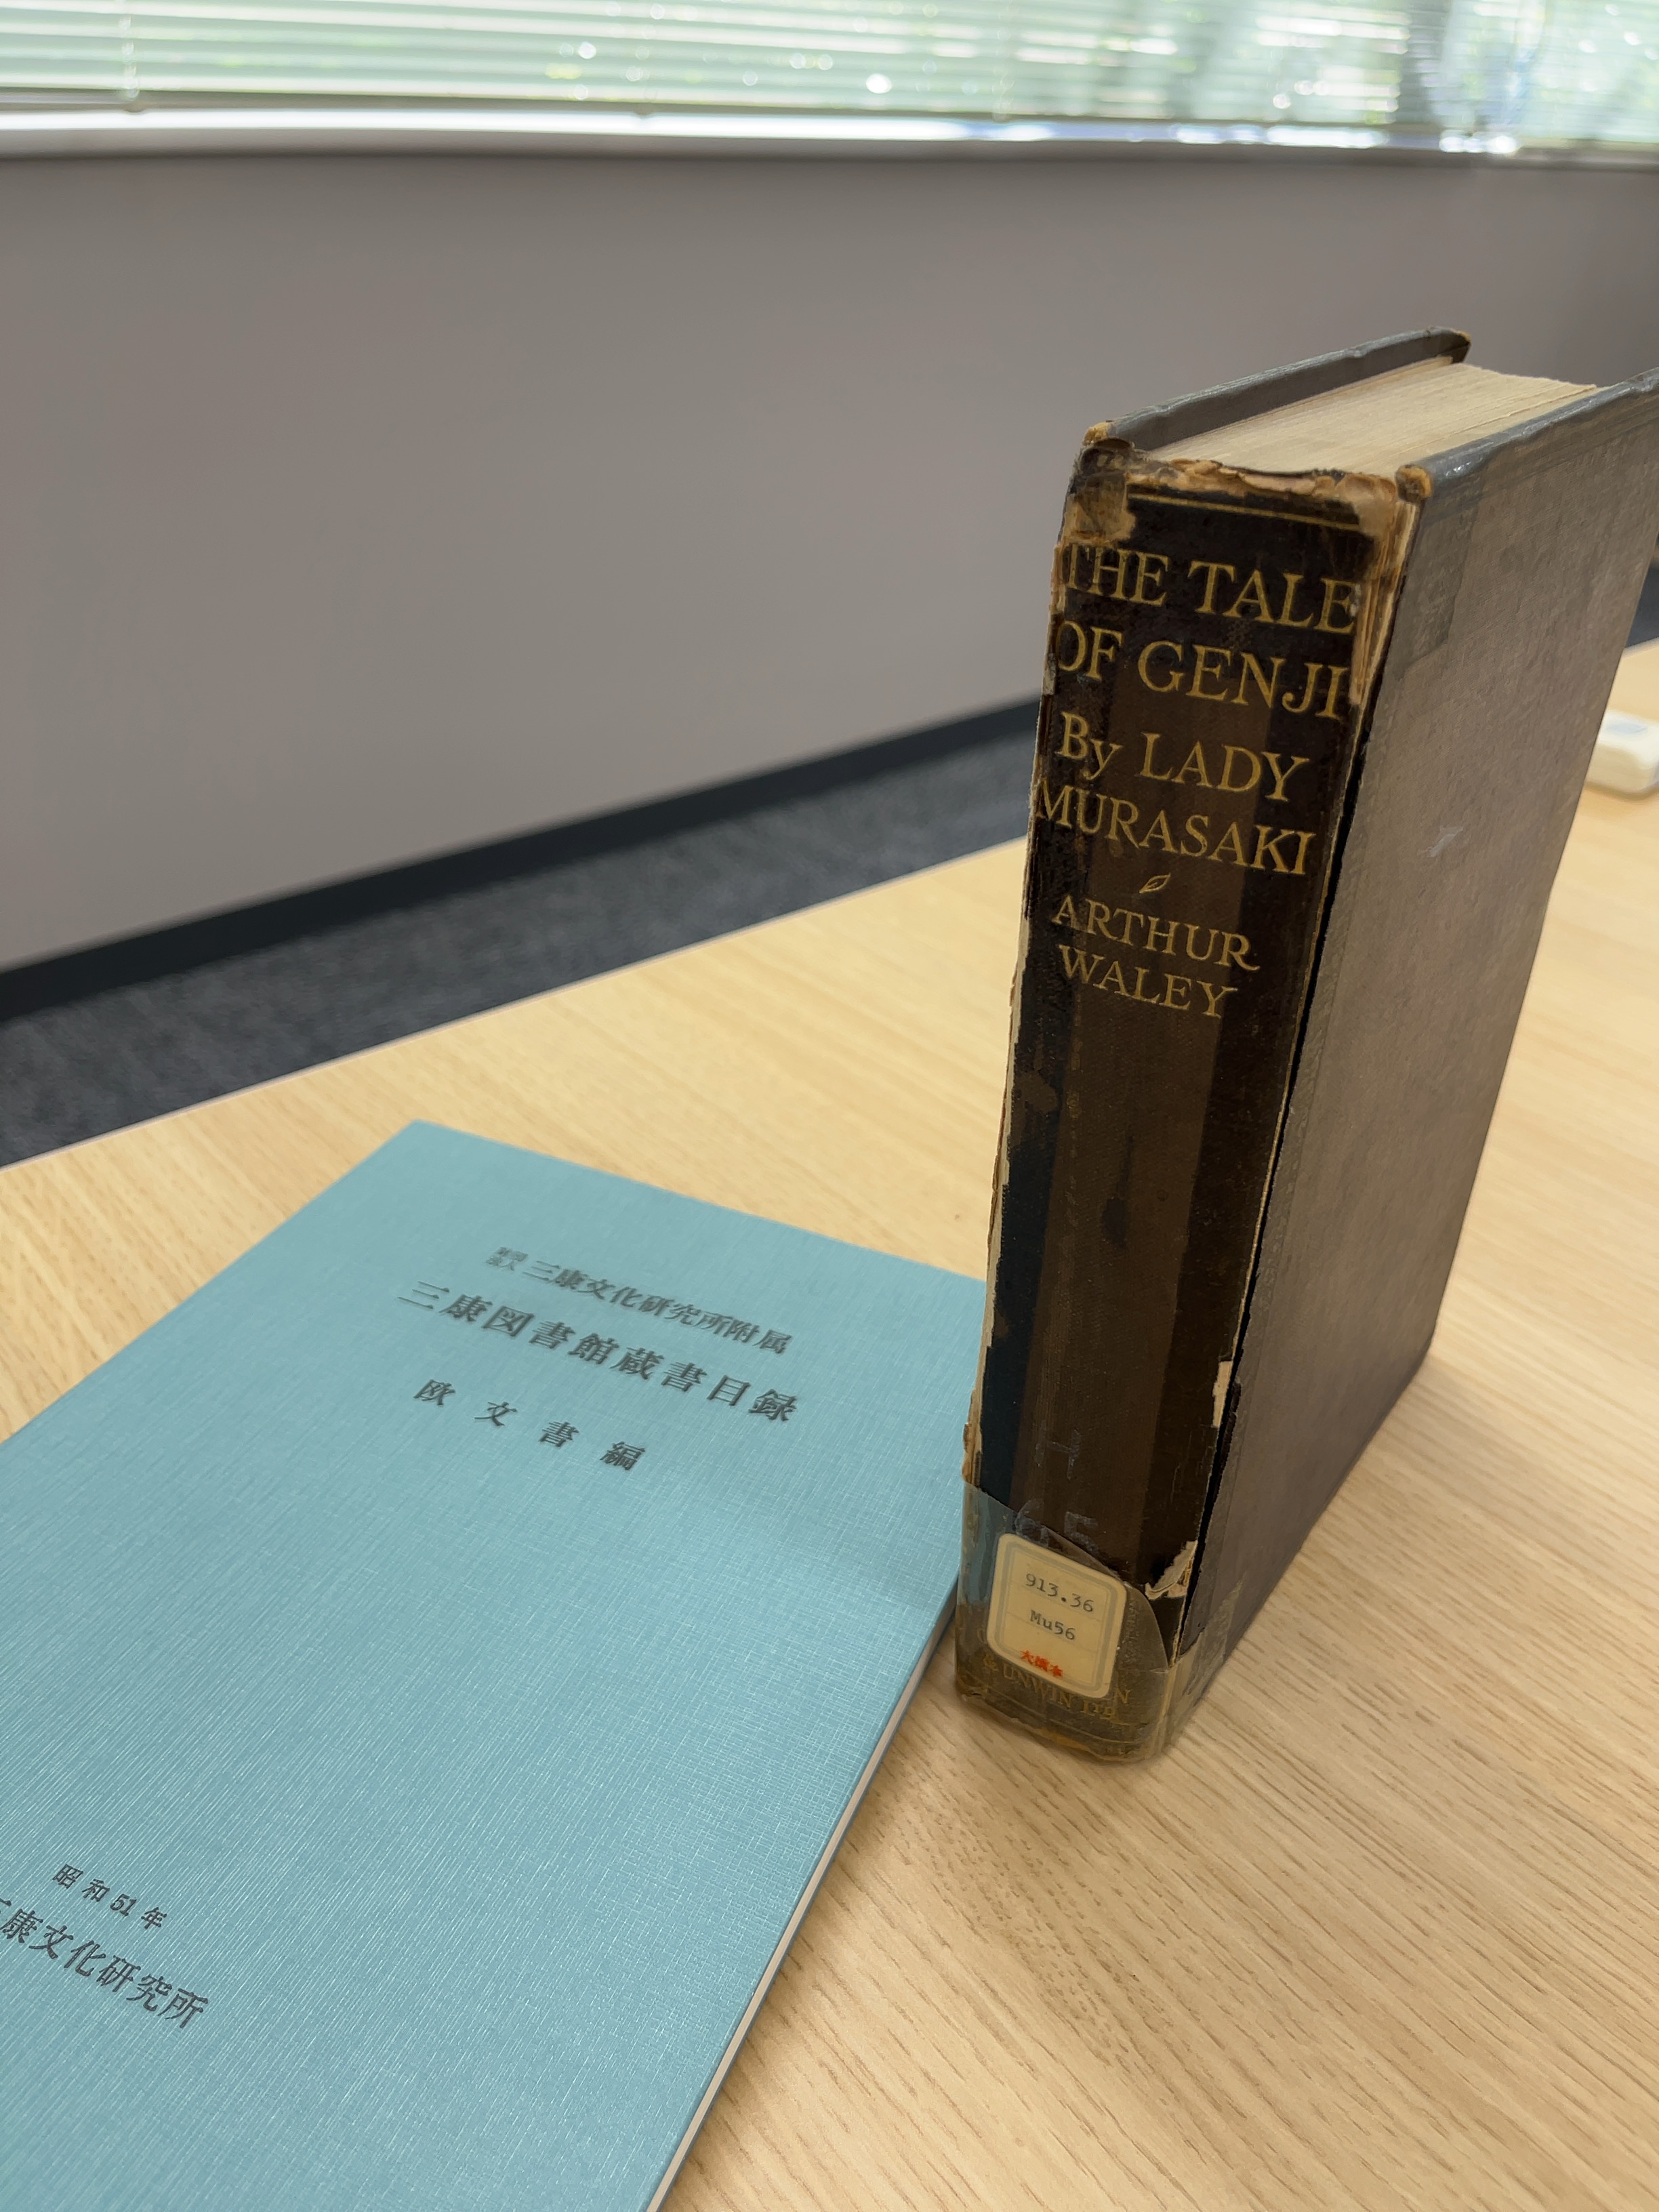 三康文化研究所附属
三康図書館蔵書目録
欧文書編
昭和51年
康文化研究所
THE TALE
OF GENJI
By LADY
MURASAKI
ARTHUR
WALEY
913.36
Mu56
& UNWIN LTD